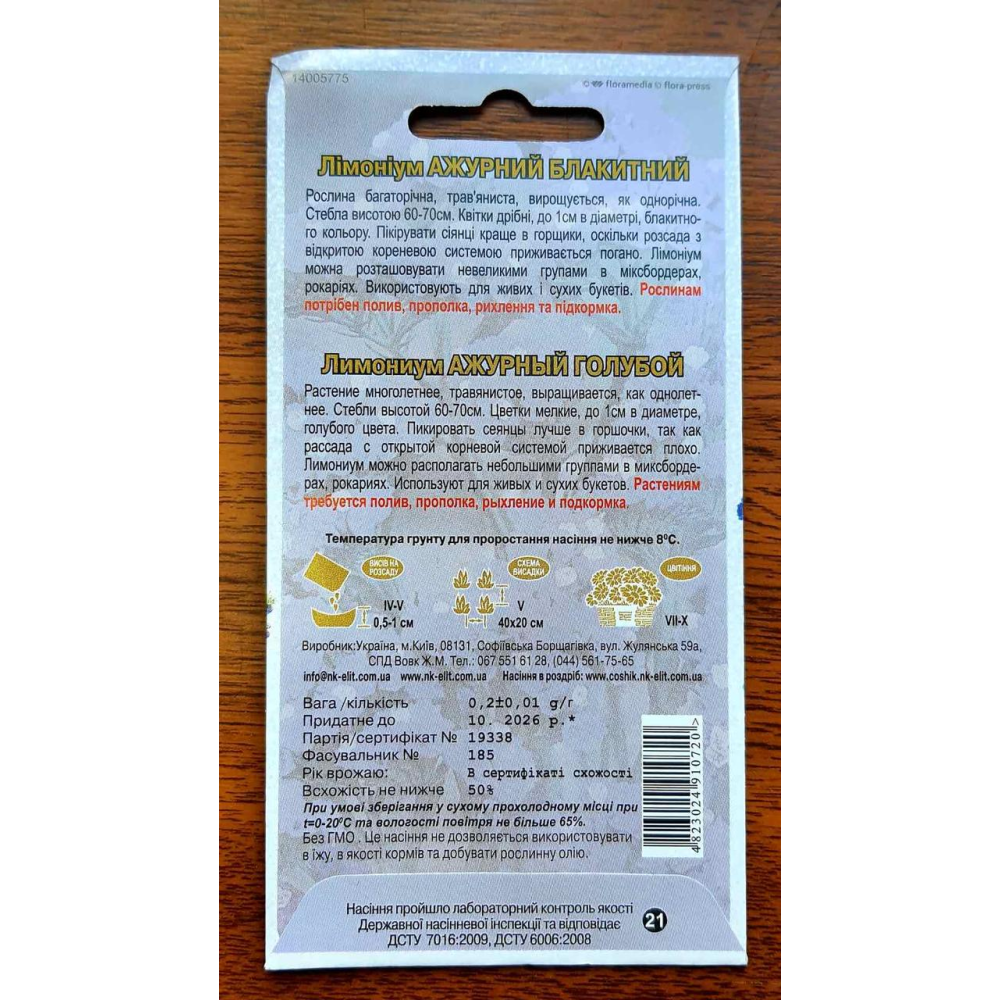 14005775
© floramedia © flora-press
Лімоніум АЖУРНИЙ БЛАКИТНИЙ
Рослина багаторічна, трав'яниста, вирощується, як однорічна.
Стебла висотою 60-70см. Квітки дрібні, до 1см в діаметрі, блакитно-
го кольору. Пікірувати сіянці краще в горщики, оскільки розсада з
відкритою кореневою системою приживається погано. Лімоніум
можна розташовувати невеликими групами в міксбордерах,
рокаріях. Використовують для живих і сухих букетів. Рослинам
потрібен полив, прополка, рихлення та підкормка.
Лимониум АЖУРНЫЙ ГОЛУБОЙ
Растение многолетнее, травянистое, выращивается, как однолет-
нее. Стебли высотой 60-70см. Цветки мелкие, до 1см в диаметре,
голубого цвета. Пикировать сеянцы лучше в горшочки, так как
рассада с открытой корневой системой приживается плохо.
Лимониум можно располагать небольшими группами в миксборде-
рах, рокариях. Используют для живых и сухих букетов. Растениям
требуется полив, прополка, рыхление и подкормка.
Температура грунту для проростання насіння не нижче 8⁰С.
ВИСІВ НА
РОЗСАДУ
IV-V
0,5-1 см
СХЕМА
ВИСАДКИ
V
40х20 см
ЦВІТІННЯ
VII-X
Виробник:Україна, м.Київ, 08131, Софіївська Борщагівка, вул. Жулянська 59а,
СПД Вовк Ж.М. Тел.: 067 551 61 28, (044) 561-75-65
info@nk-elit.com.ua www.nk-elit.com.ua Насіння в роздріб: www.coshik.nk-elit.com.ua
Вага /кількість 0,2±0,01 g/г
Придатне до 10. 2026 р.*
Партія/сертифікат № 19338
Фасувальник № 185
Рік врожаю: В сертифікаті схожості
Всхожість не нижче 50%
При умові зберігання у сухому прохолодному місці при
t=0-20⁰С та вологості повітря не більше 65%.
Без ГМО . Це насіння не дозволяється використовувати
в їжу, в якості кормів та добувати рослинну олію.
4823024910720>
Насіння пройшло лабораторний контроль якості
Державної насінневої інспекції та відповідає
ДСТУ 7016:2009, ДСТУ 6006:2008
21